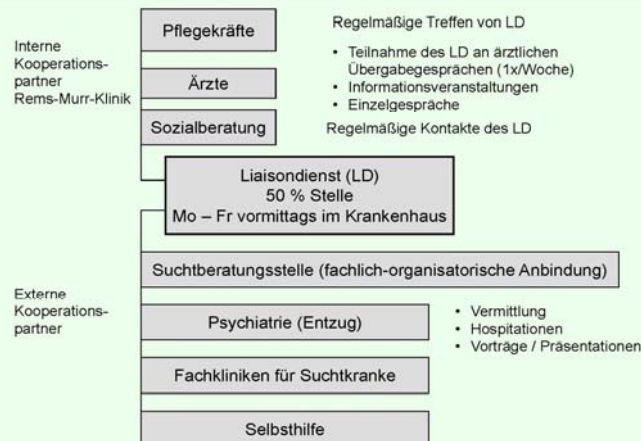 Pflegekräfte
Regelmäßige Treffen von LD
Interne
Kooperations-
partner
Rems-Murr-Klinik
• Teilnahme des LD an ärztlichen
Übergabegesprächen (1x/Woche)
• Informationsveranstaltungen
• Einzelgespräche
Ärzte
Sozialberatung
Regelmäßige Kontakte des LD
Liaisondienst (LD)
50 % Stelle
Mo – Fr vormittags im Krankenhaus
Suchtberatungsstelle (fachlich-organisatorische Anbindung)
Externe
Kooperations-
partner
Psychiatrie (Entzug)
• Vermittlung
• Hospitationen
• Vorträge / Präsentationen
Fachkliniken für Suchtkranke
Selbsthilfe